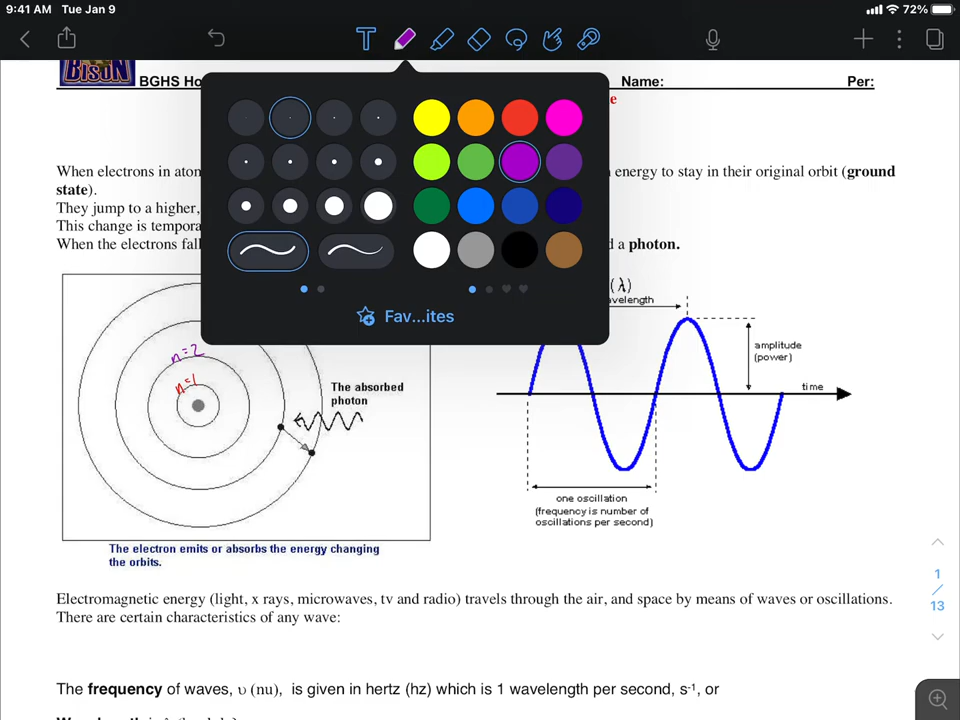 9:41 AM Tue Jan 9
72%
T
BISON
BGHS Ho
Name:
Per:
e
When electrons in atom
energy to stay in their original orbit (ground
state).
They jump to a higher,
This change is tempora
When the electrons fall
d a photon.
Fav...ites
(λ)
velength
amplitude
(power)
time
one oscillation
(frequency is number of
oscillations per second)
n=2
n=1
The absorbed
photon
The electron emits or absorbs the energy changing
the orbits.
1
/
13
Electromagnetic energy (light, x rays, microwaves, tv and radio) travels through the air, and space by means of waves or oscillations.
There are certain characteristics of any wave:
The frequency of waves, υ (nu), is given in hertz (hz) which is 1 wavelength per second, s-1, or